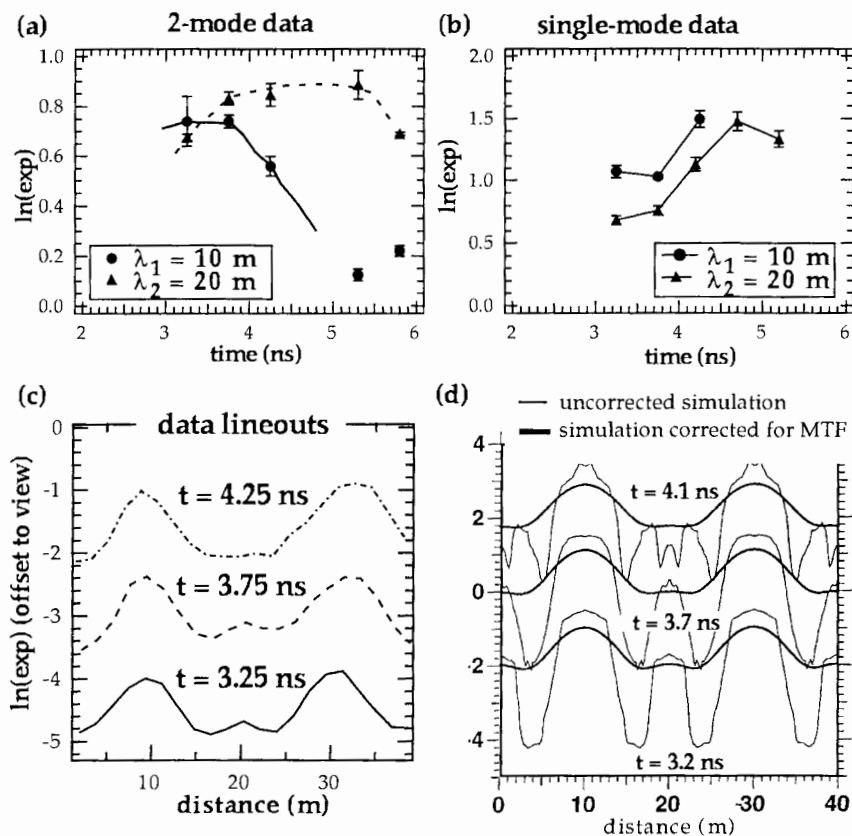 (a) 2-mode data
1.0
0.8
0.6
0.4
0.2
0.0
ln(exp)
λ1 = 10 m
λ2 = 20 m
2 3 4 5 6
time (ns)
(b) single-mode data
2.0
1.5
1.0
0.5
0.0
ln(exp)
λ1 = 10 m
λ2 = 20 m
2 3 4 5 6
time (ns)
(c)
data lineouts
0
-1
-2
-3
-4
-5
ln(exp) (offset to view)
t = 4.25 ns
t = 3.75 ns
t = 3.25 ns
10 20 30
distance (m)
(d)
uncorrected simulation
simulation corrected for MTF
4
2
0
·2
·4
t = 4.1 ns
t = 3.7 ns
t = 3.2 ns
0 10 20 -30 40
distance (m)